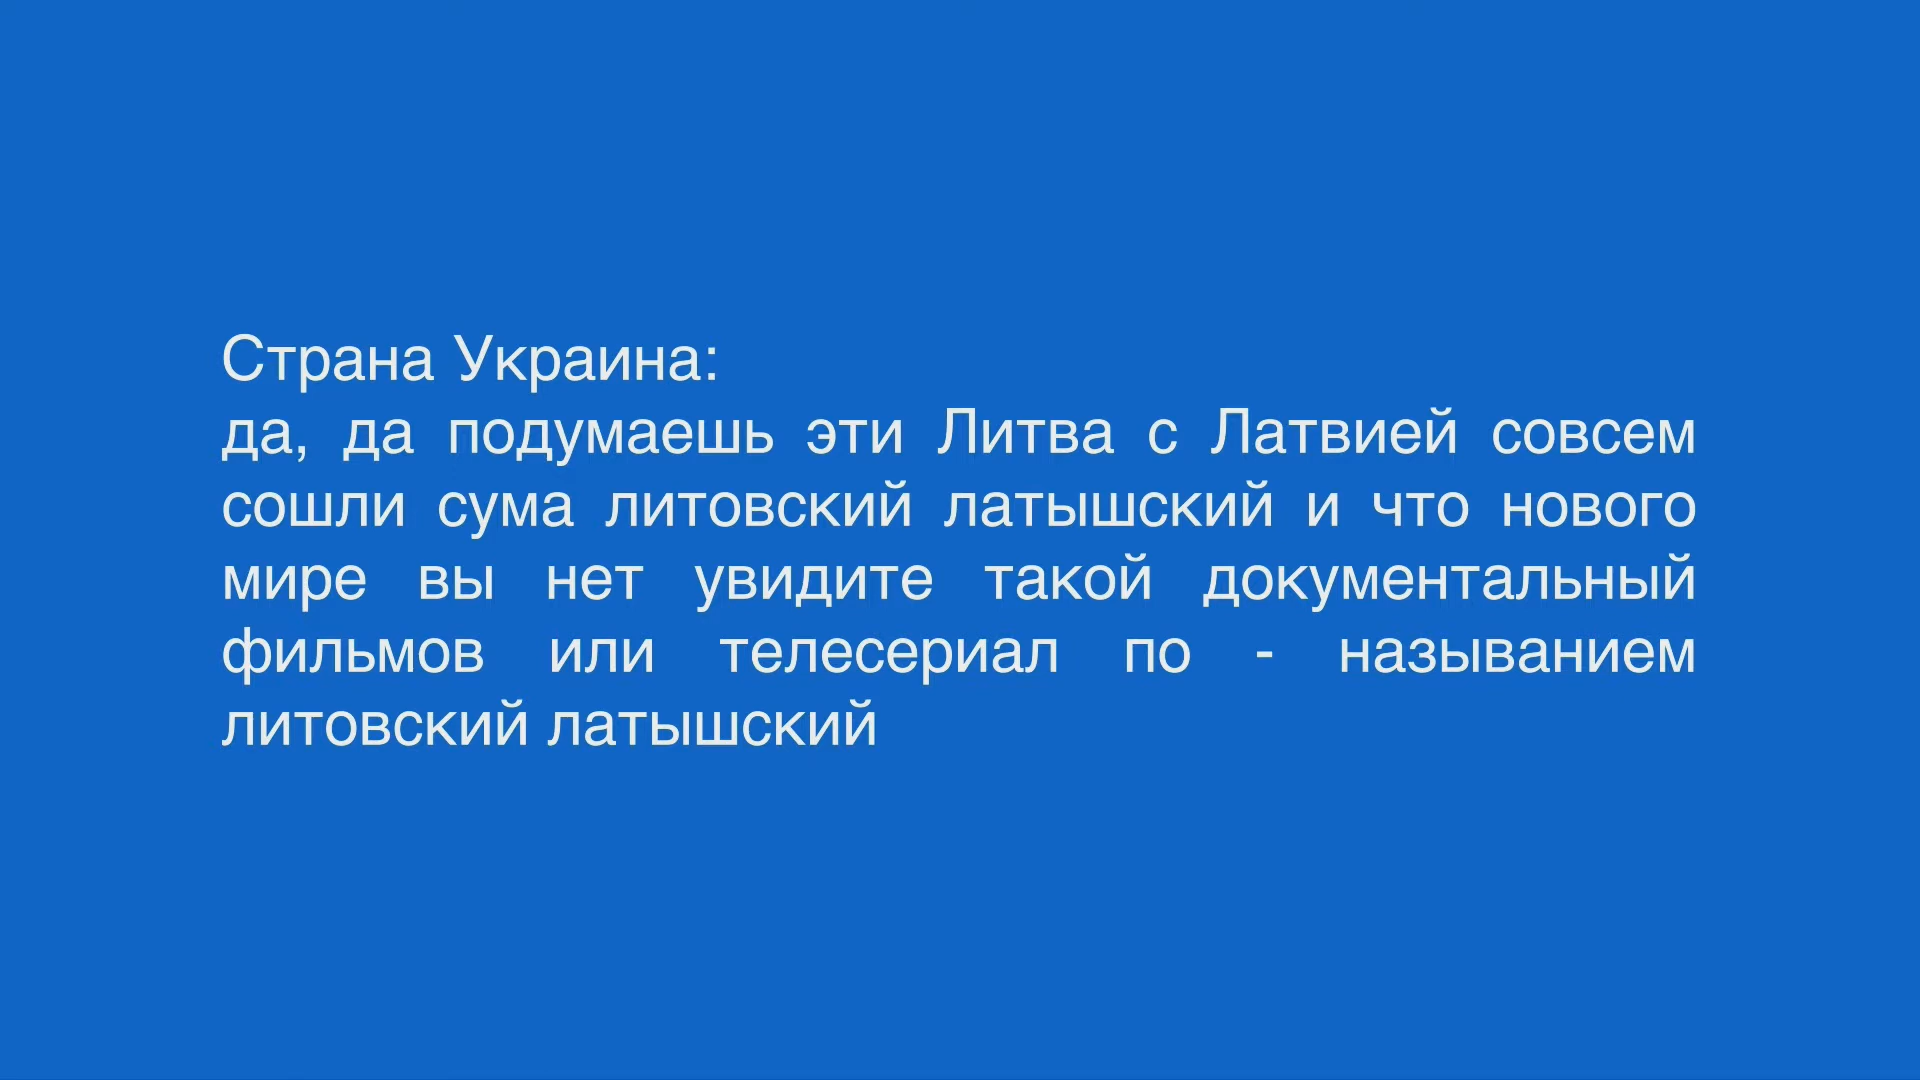 Страна Украина:
да, да подумаешь эти Литва с Латвией совсем
сошли сума литовский латышский и что нового
мире вы нет увидите такой документальный
фильмов или телесериал по - называнием
литовский латышский